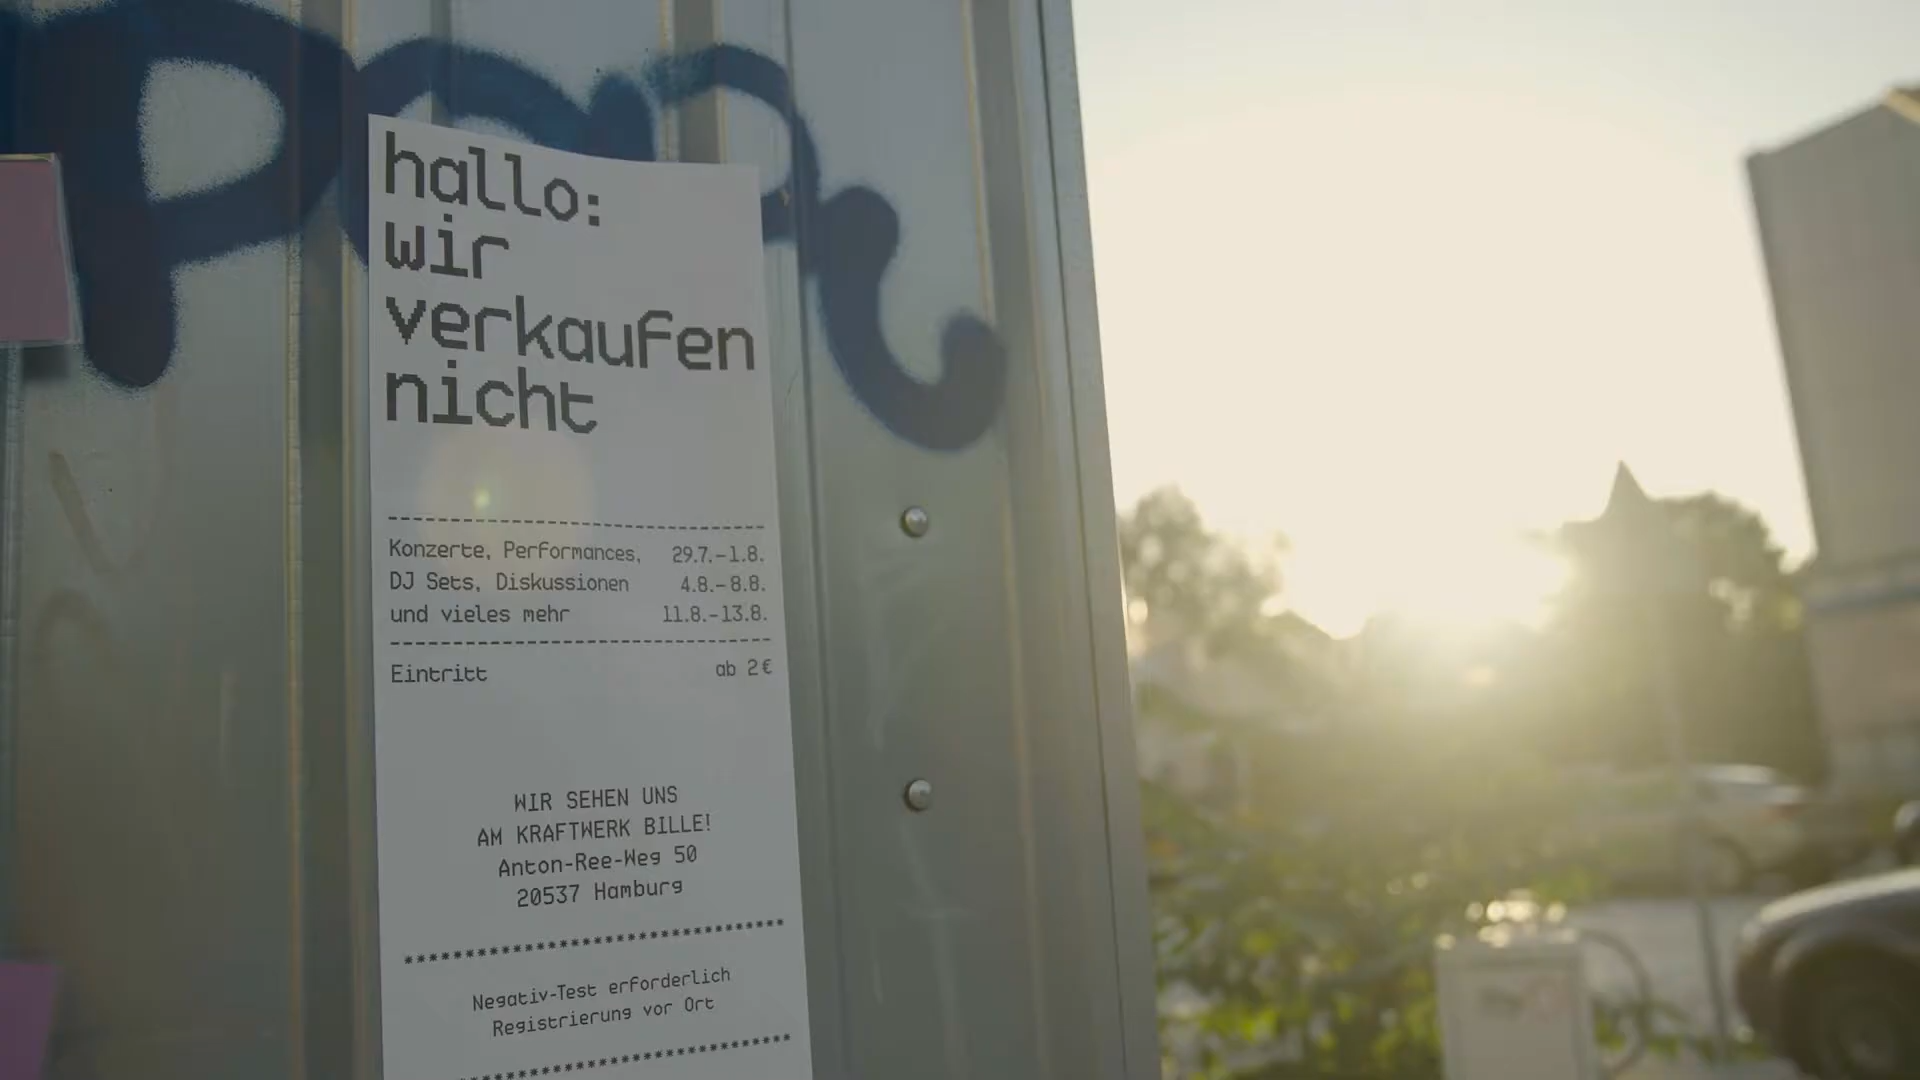 hallo:
wir
verkaufen
nicht
Konzerte, Performances, 29.7.–1.8.
DJ Sets, Diskussionen 4.8.–8.8.
und vieles mehr 11.8.–13.8.
Eintritt ab 2€
WIR SEHEN UNS
AM KRAFTWERK BILLE!
Anton-Ree-Weg 50
20537 Hamburg
****************************
Negativ-Test erforderlich
Registrierung vor Ort